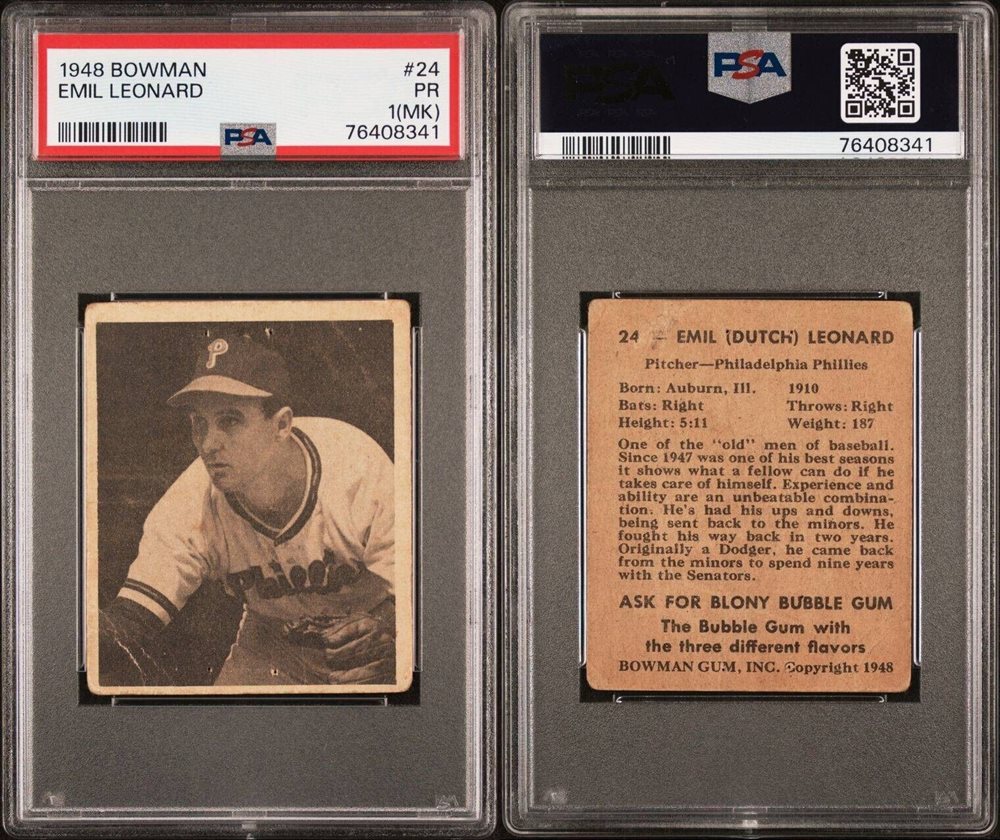 1948 BOWMAN #24
EMIL LEONARD PR
1(MK)
PSA 76408341
P
Phillies
PSA
76408341
24 - EMIL (DUTCH) LEONARD
Pitcher—Philadelphia Phillies
Born: Auburn, Ill. 1910
Bats: Right Throws: Right
Height: 5:11 Weight: 187
One of the "old" men of baseball.
Since 1947 was one of his best seasons
it shows what a fellow can do if he
takes care of himself. Experience and
ability are an unbeatable combina-
tion. He's had his ups and downs,
being sent back to the minors. He
fought his way back in two years.
Originally a Dodger, he came back
from the minors to spend nine years
with the Senators.
ASK FOR BLONY BUBBLE GUM
The Bubble Gum with
the three different flavors
BOWMAN GUM, INC. Copyright 1948